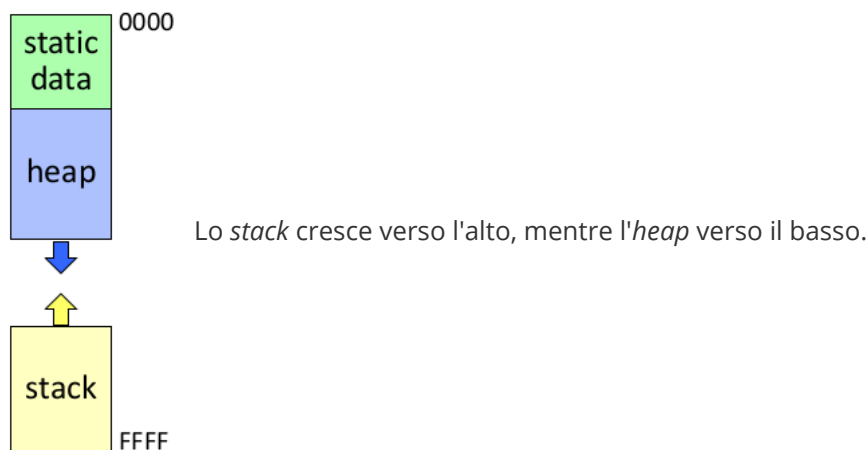 0000
static
data
heap
Lo stack cresce verso l'alto, mentre l'heap verso il basso.
stack
FFFF